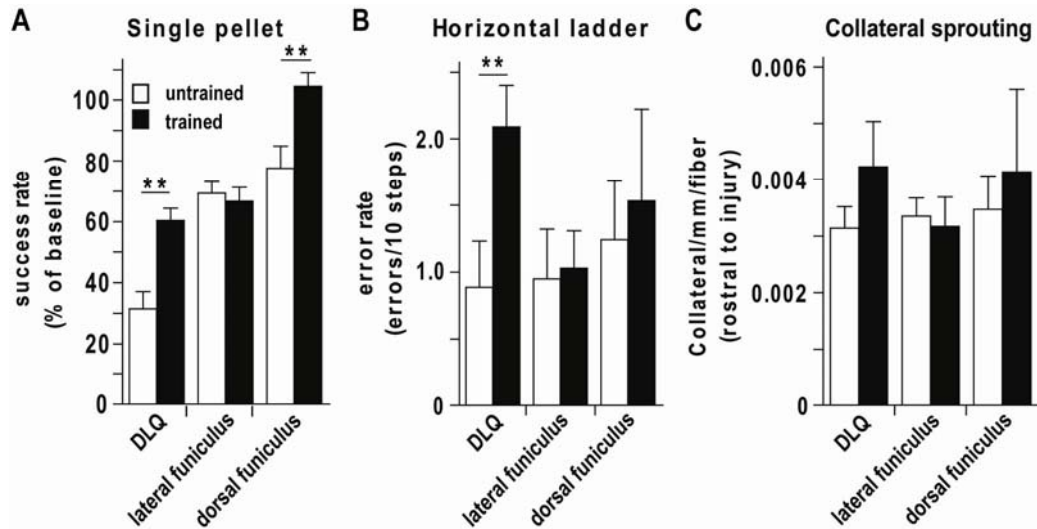 A
Single pellet
success rate
(% of baseline)
100
80
60
40
20
0
untrained
trained
**
**
DLQ
lateral funiculus
dorsal funiculus
B
Horizontal ladder
error rate
(errors/10 steps)
2.0
1.0
0.0
**
DLQ
lateral funiculus
dorsal funiculus
C
Collateral sprouting
Collateral/mm/fiber
(rostral to injury)
0.006
0.004
0.002
0
DLQ
lateral funiculus
dorsal funiculus